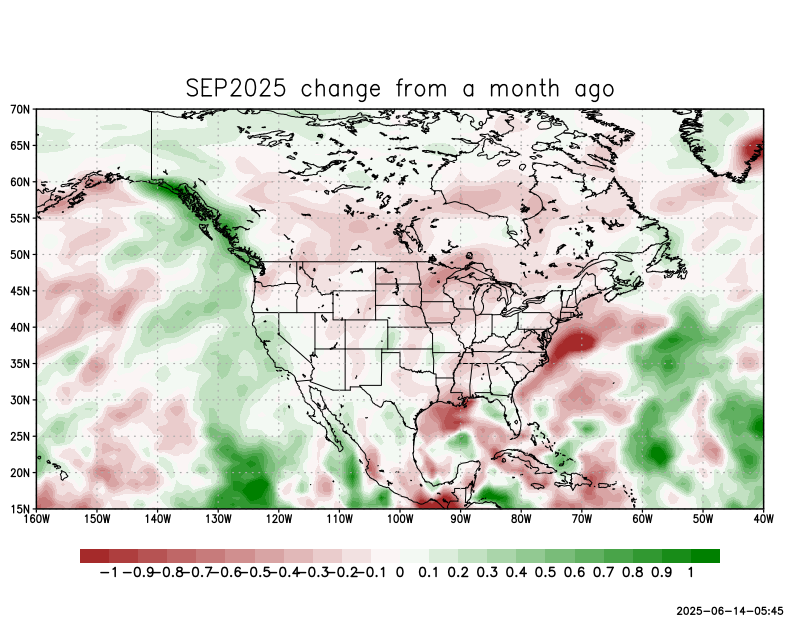 SEP2025 change from a month ago
70N
65N
60N
55N
50N
45N
40N
35N
30N
25N
20N
15N
160W 150W 140W 130W 120W 110W 100W 90W 80W 70W 60W 50W 40W
-1 -0.9 -0.8 -0.7 -0.6 -0.5 -0.4 -0.3 -0.2 -0.1 0 0.1 0.2 0.3 0.4 0.5 0.6 0.7 0.8 0.9 1
2025-06-14-05:45